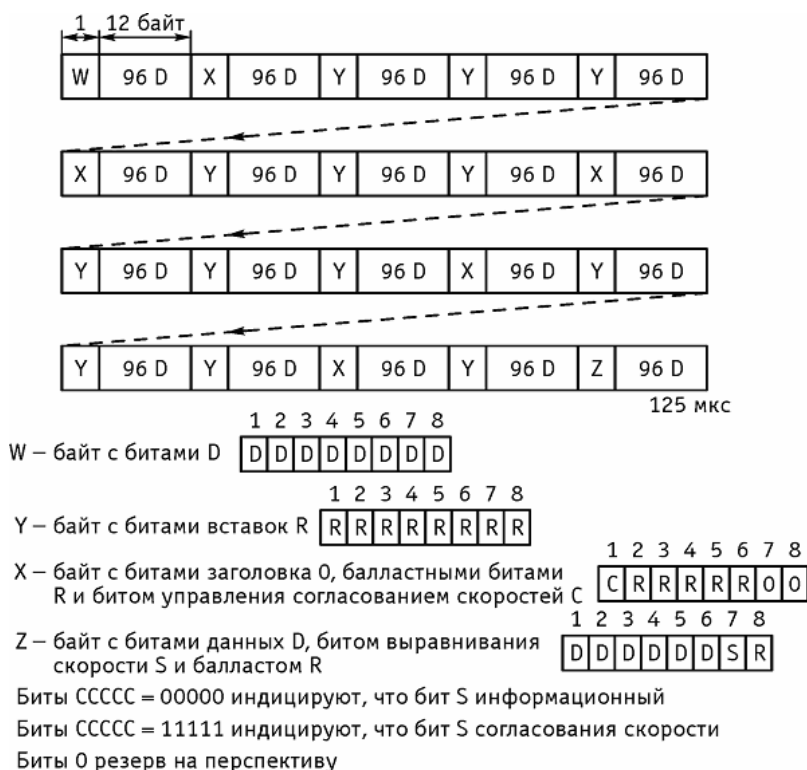 1 12 байт
W 96 D X 96 D Y 96 D Y 96 D Y 96 D
X 96 D Y 96 D Y 96 D Y 96 D X 96 D
Y 96 D Y 96 D Y 96 D X 96 D Y 96 D
Y 96 D Y 96 D X 96 D Y 96 D Z 96 D
125 мкс
1 2 3 4 5 6 7 8
W – байт с битами D D D D D D D D D
1 2 3 4 5 6 7 8
Y – байт с битами вставок R R R R R R R R R
1 2 3 4 5 6 7 8
X – байт с битами заголовка 0, балластными битами
R и битом управления согласованием скоростей C C R R R R R 0 0
1 2 3 4 5 6 7 8
Z – байт с битами данных D, битом выравнивания
скорости S и балластом R D D D D D D S R
Биты CCCCC = 00000 индицируют, что бит S информационный
Биты CCCCC = 11111 индицируют, что бит S согласования скорости
Биты 0 резерв на перспективу